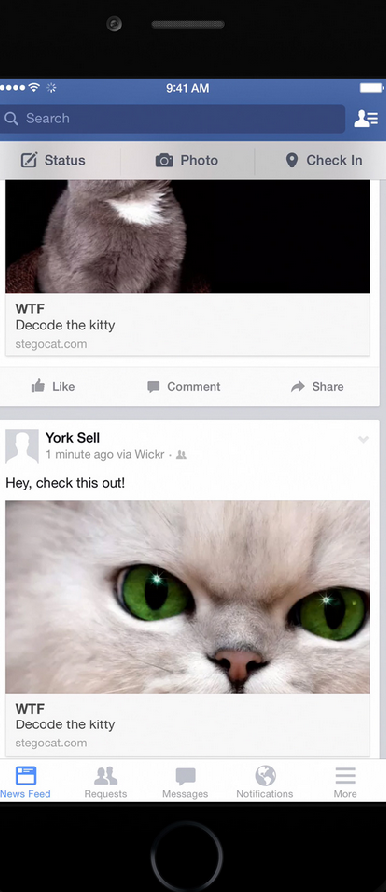 9:41 AM
Search
Status
Photo
Check In
WTF
Decode the kitty
stegocat.com
Like
Comment
Share
York Sell
1 minute ago via Wickr ·
Hey, check this out!
WTF
Decode the kitty
stegocat.com
News Feed
Requests
Messages
Notifications
More